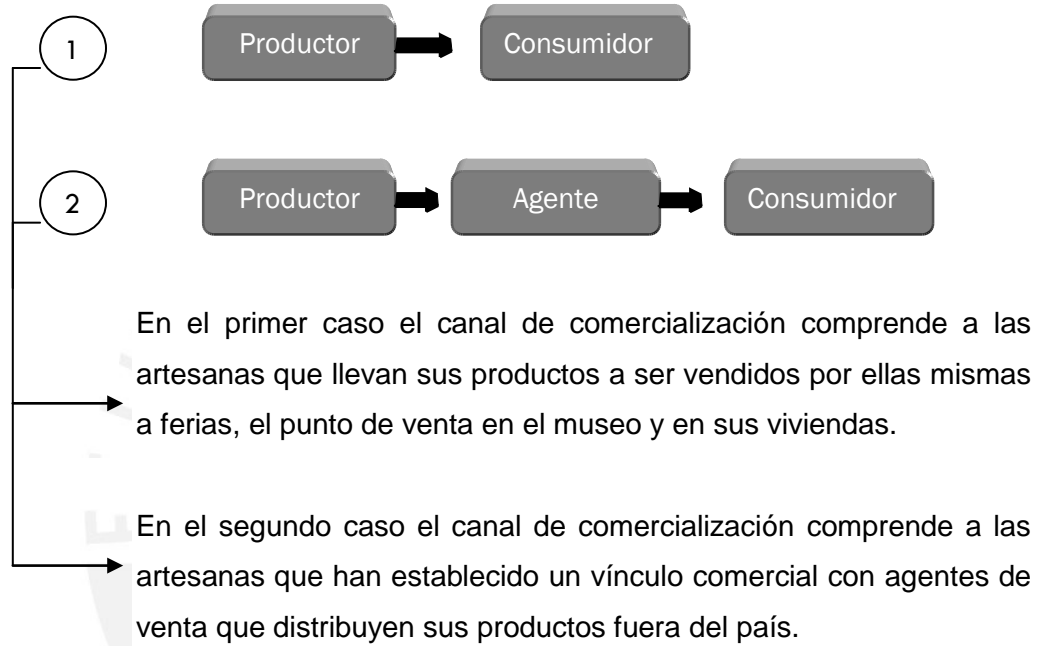 1 Productor Consumidor
2 Productor Agente Consumidor
En el primer caso el canal de comercialización comprende a las
artesanas que llevan sus productos a ser vendidos por ellas mismas
a ferias, el punto de venta en el museo y en sus viviendas.
En el segundo caso el canal de comercialización comprende a las
artesanas que han establecido un vínculo comercial con agentes de
venta que distribuyen sus productos fuera del país.